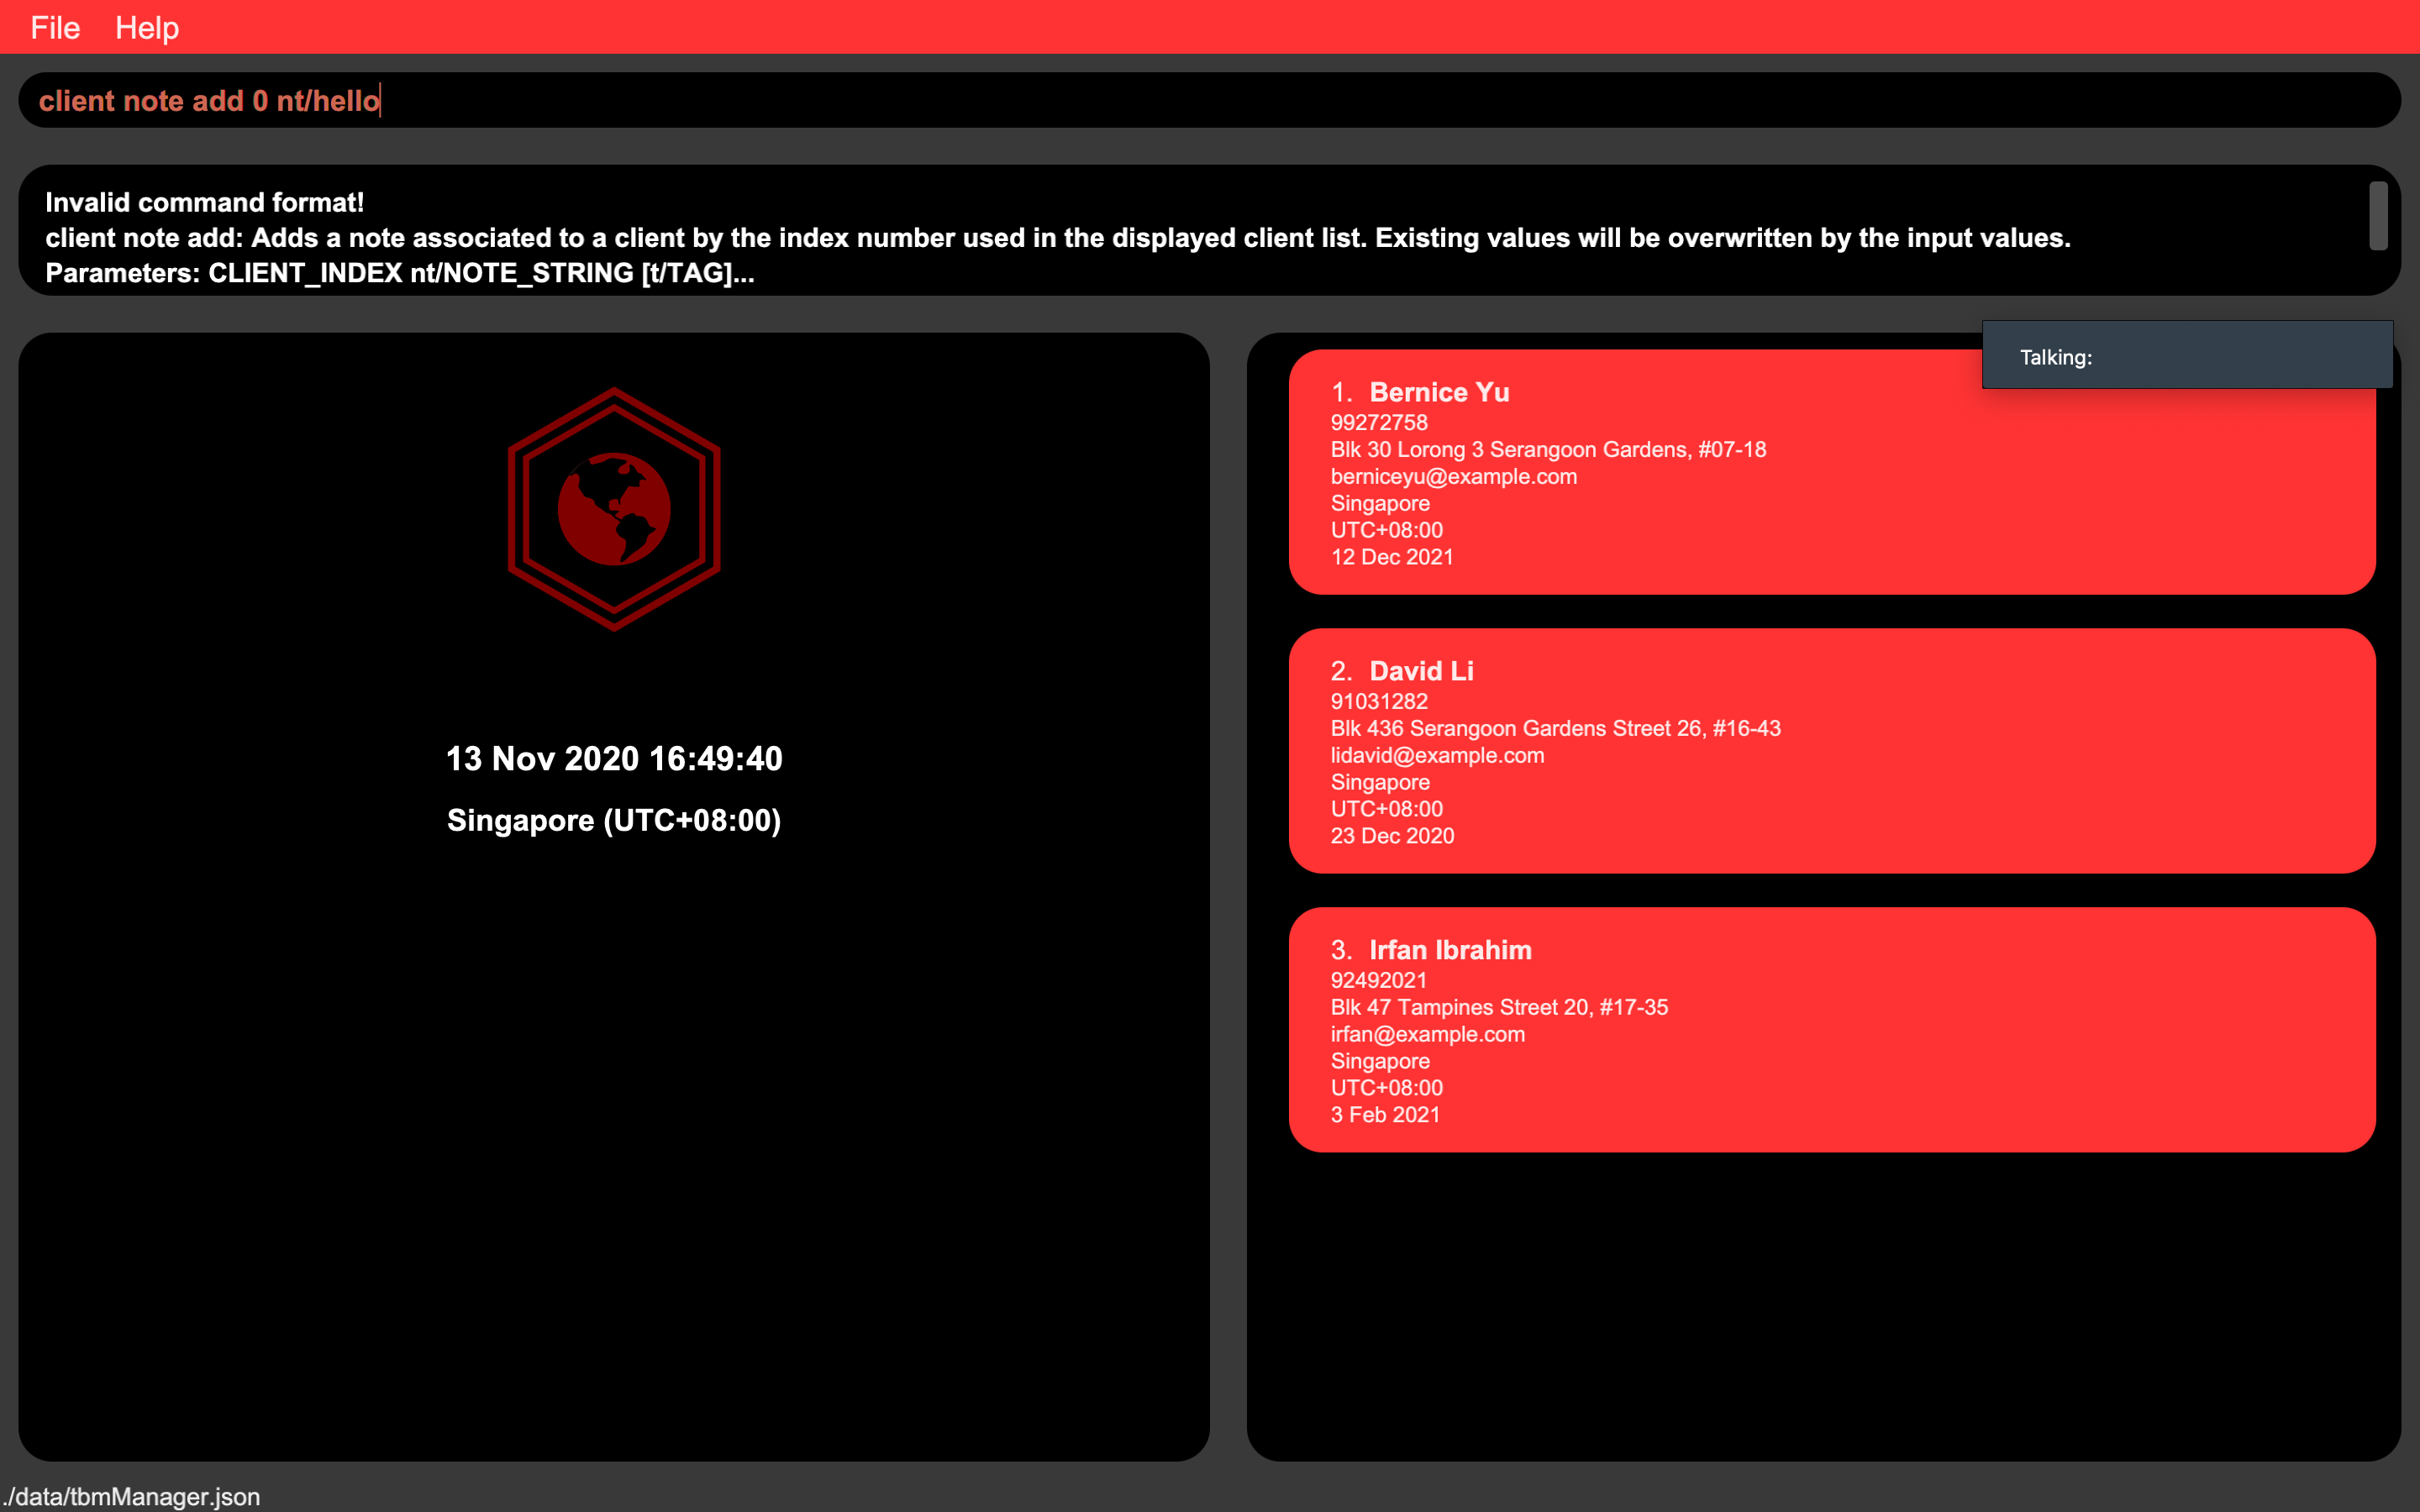 File Help
client note add 0 nt/hello
Invalid command format!
client note add: Adds a note associated to a client by the index number used in the displayed client list. Existing values will be overwritten by the input values.
Parameters: CLIENT_INDEX nt/NOTE_STRING [t/TAG]...
Talking:
13 Nov 2020 16:49:40
Singapore (UTC+08:00)
1. Bernice Yu
99272758
Blk 30 Lorong 3 Serangoon Gardens, #07-18
berniceyu@example.com
Singapore
UTC+08:00
12 Dec 2021
2. David Li
91031282
Blk 436 Serangoon Gardens Street 26, #16-43
lidavid@example.com
Singapore
UTC+08:00
23 Dec 2020
3. Irfan Ibrahim
92492021
Blk 47 Tampines Street 20, #17-35
irfan@example.com
Singapore
UTC+08:00
3 Feb 2021
./data/tbmManager.json